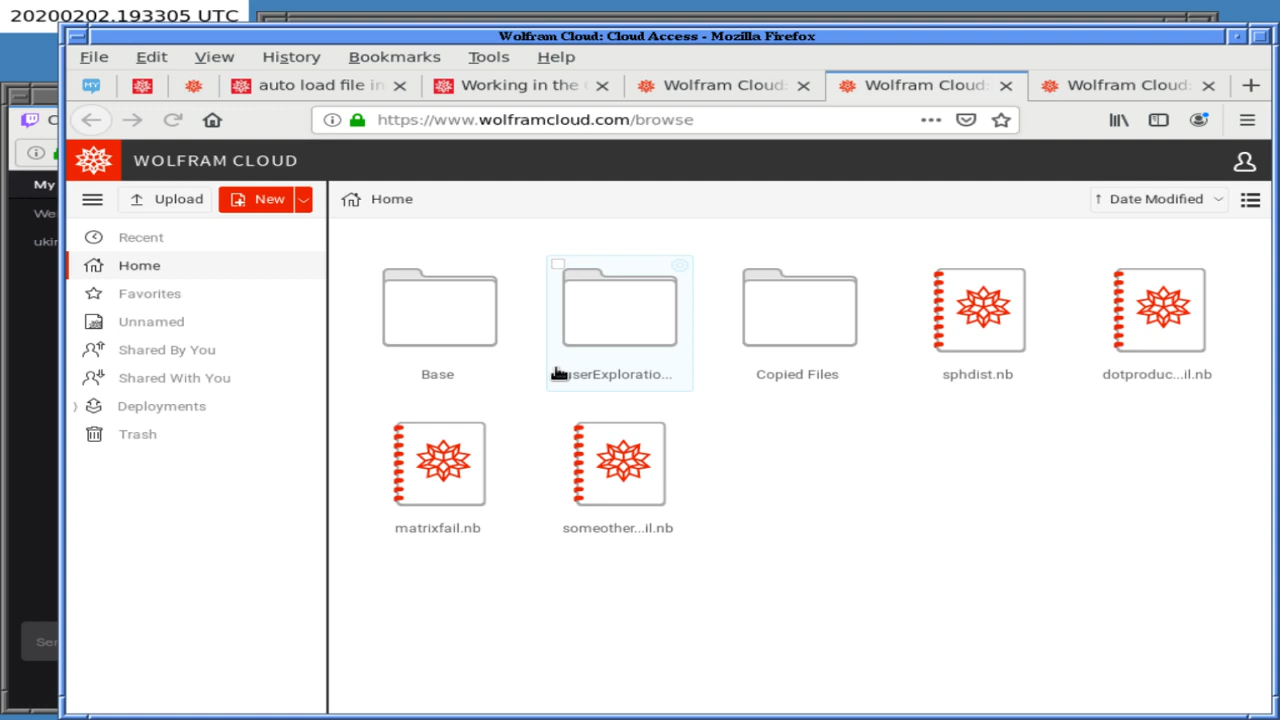 20200202.193305 UTC
Wolfram Cloud: Cloud Access - Mozilla Firefox
File Edit View History Bookmarks Tools Help
MY auto load file in Working in the Wolfram Cloud: Wolfram Cloud: Wolfram Cloud:
https://www.wolframcloud.com/browse
WOLFRAM CLOUD
Upload New Home Date Modified
My
We
Recent
ukir
Home
Favorites
Unnamed
Shared By You
Shared With You
Deployments
Trash
Base userExploratio... Copied Files sphdist.nb dotproduc...il.nb
matrixfail.nb someother...il.nb